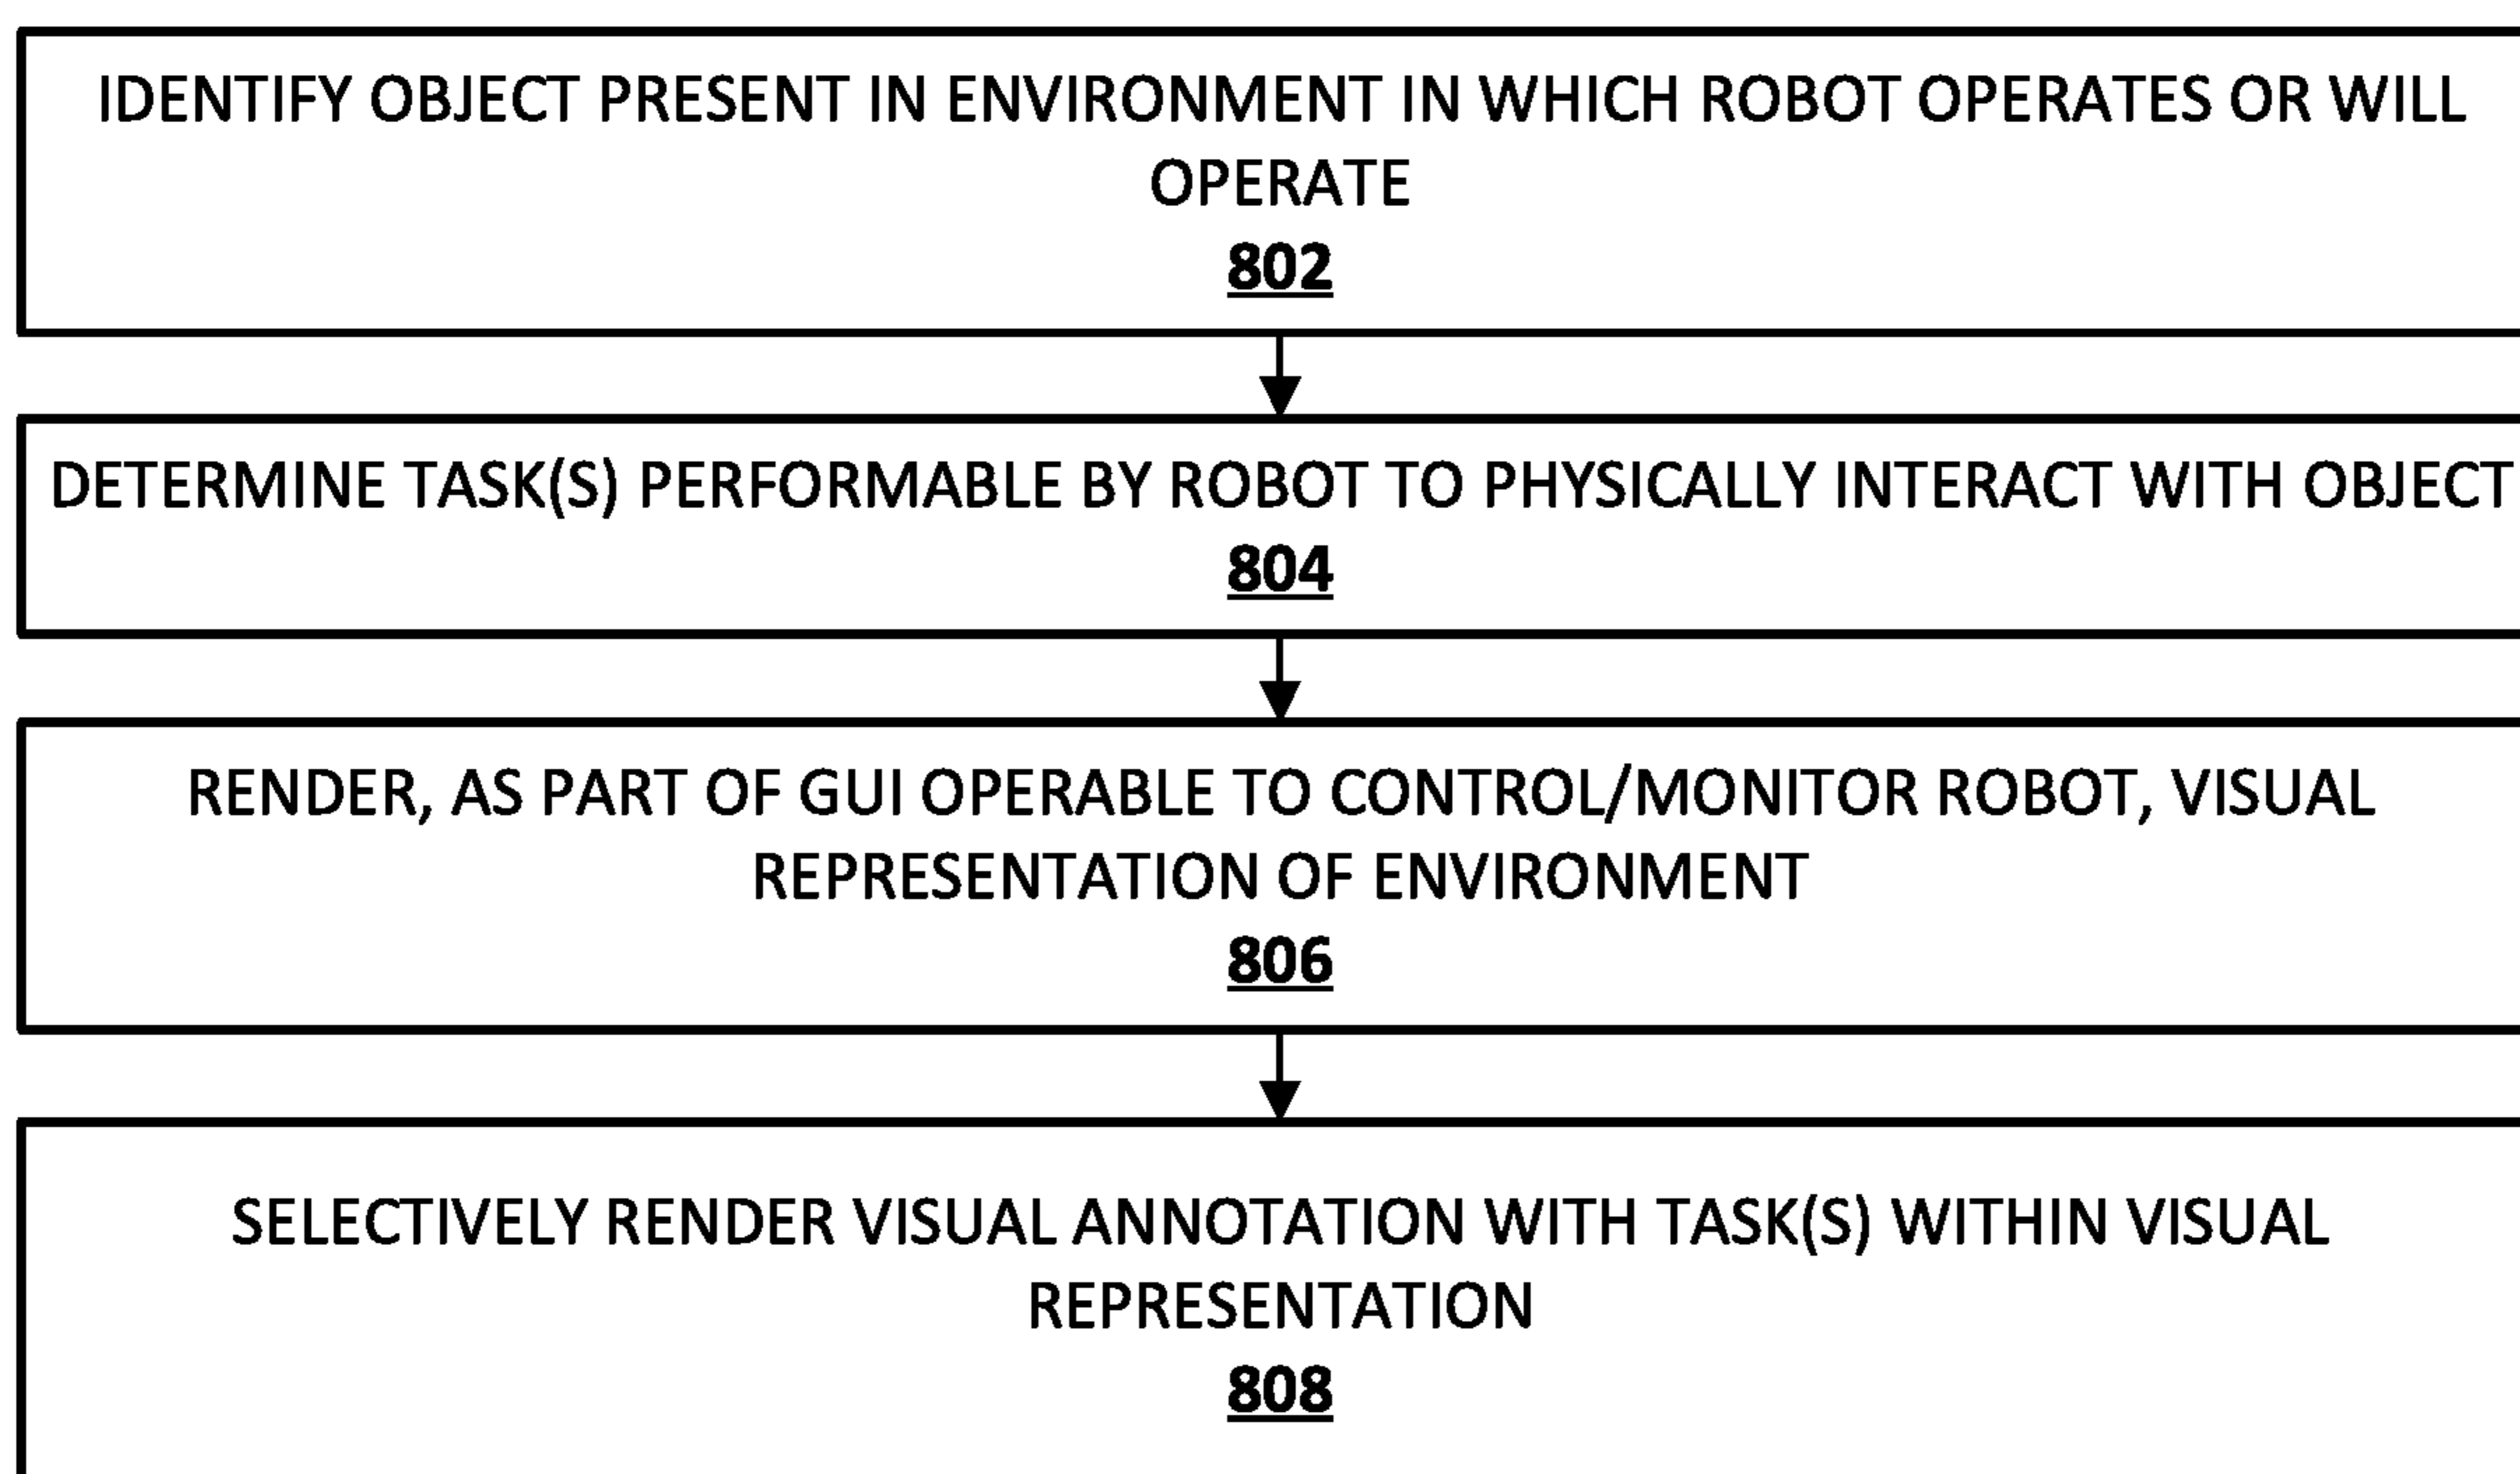 IDENTIFY OBJECT PRESENT IN ENVIRONMENT IN WHICH ROBOT OPERATES OR WILL
OPERATE
802
DETERMINE TASK(S) PERFORMABLE BY ROBOT TO PHYSICALLY INTERACT WITH OBJECT
804
RENDER, AS PART OF GUI OPERABLE TO CONTROL/MONITOR ROBOT, VISUAL
REPRESENTATION OF ENVIRONMENT
806
SELECTIVELY RENDER VISUAL ANNOTATION WITH TASK(S) WITHIN VISUAL
REPRESENTATION
808